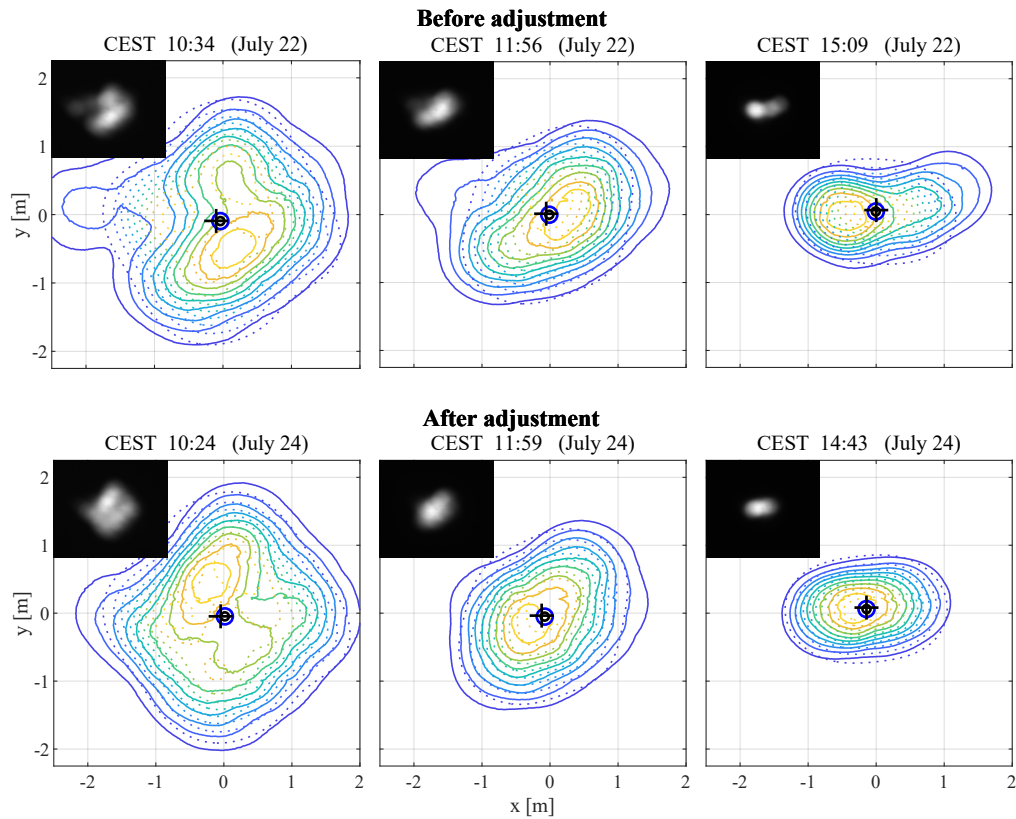 Before adjustment
CEST 10:34 (July 22)
CEST 11:56 (July 22)
CEST 15:09 (July 22)
2
1
0
-1
-2
y [m]
After adjustment
CEST 10:24 (July 24)
CEST 11:59 (July 24)
CEST 14:43 (July 24)
2
1
0
-1
-2
y [m]
-2 -1 0 1 2
-2 -1 0 1 2
-2 -1 0 1 2
x [m]